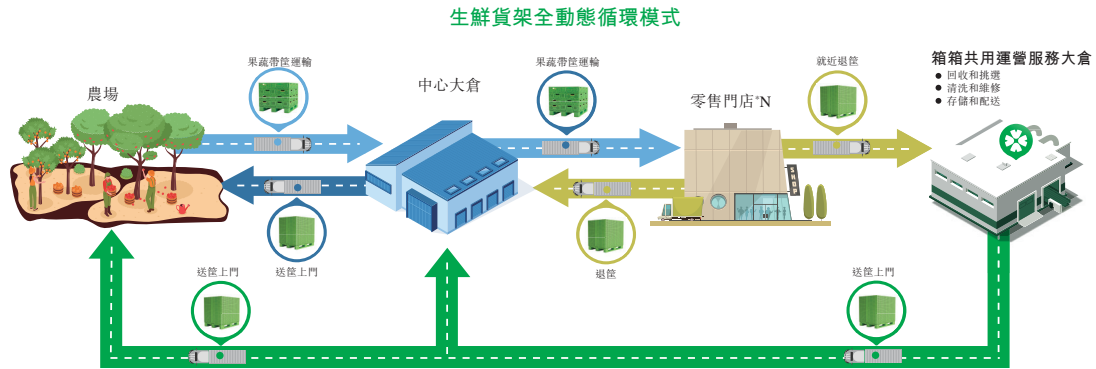 生鮮貨架全動態循環模式
果蔬帶筐運輸
果蔬帶筐運輸
就近退筐
箱箱共用運營服務大倉
● 回收和挑選
● 清洗和維修
● 存儲和配送
農場
中心大倉
零售門店*N
SHOP
送筐上門
送筐上門
退筐
送筐上門